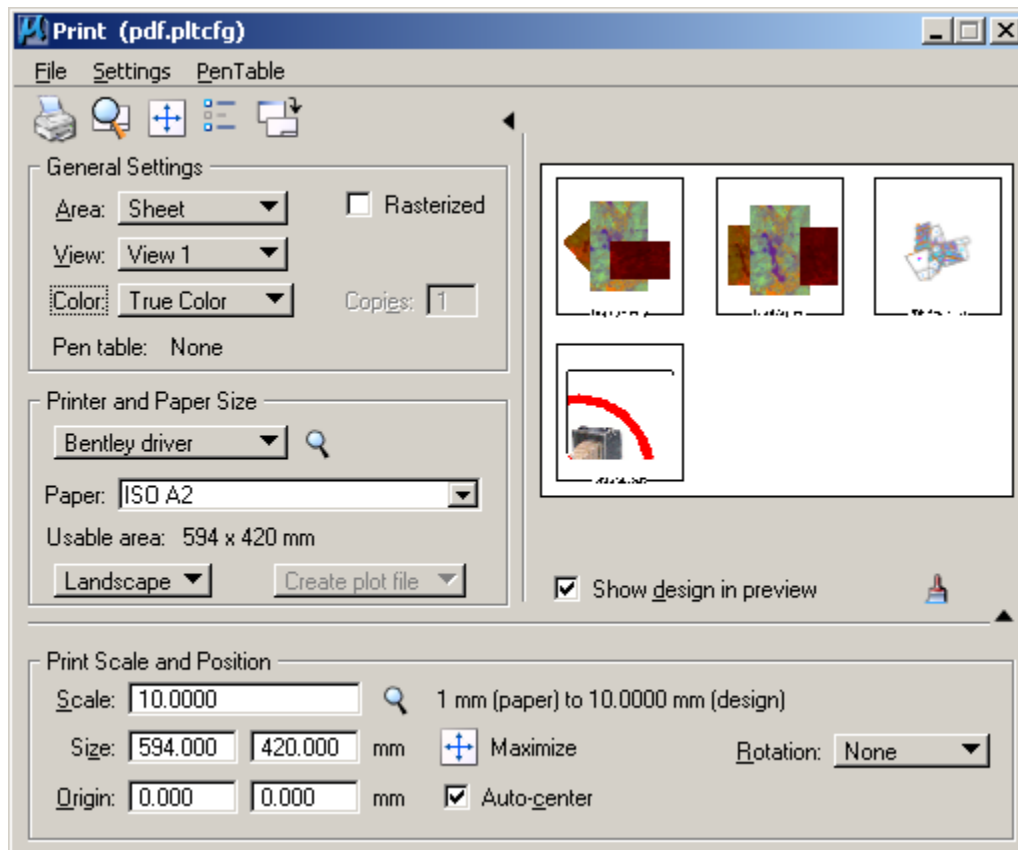 Print (pdf.pltcfg)
File Settings PenTable
General Settings
Area: Sheet Rasterized
View: View 1
Color: True Color Copies: 1
Pen table: None
Printer and Paper Size
Bentley driver
Paper: ISO A2
Usable area: 594 x 420 mm
Landscape Create plot file
Show design in preview
Print Scale and Position
Scale: 10.0000 1 mm (paper) to 10.0000 mm (design)
Size: 594.000 420.000 mm Maximize Rotation: None
Origin: 0.000 0.000 mm Auto-center